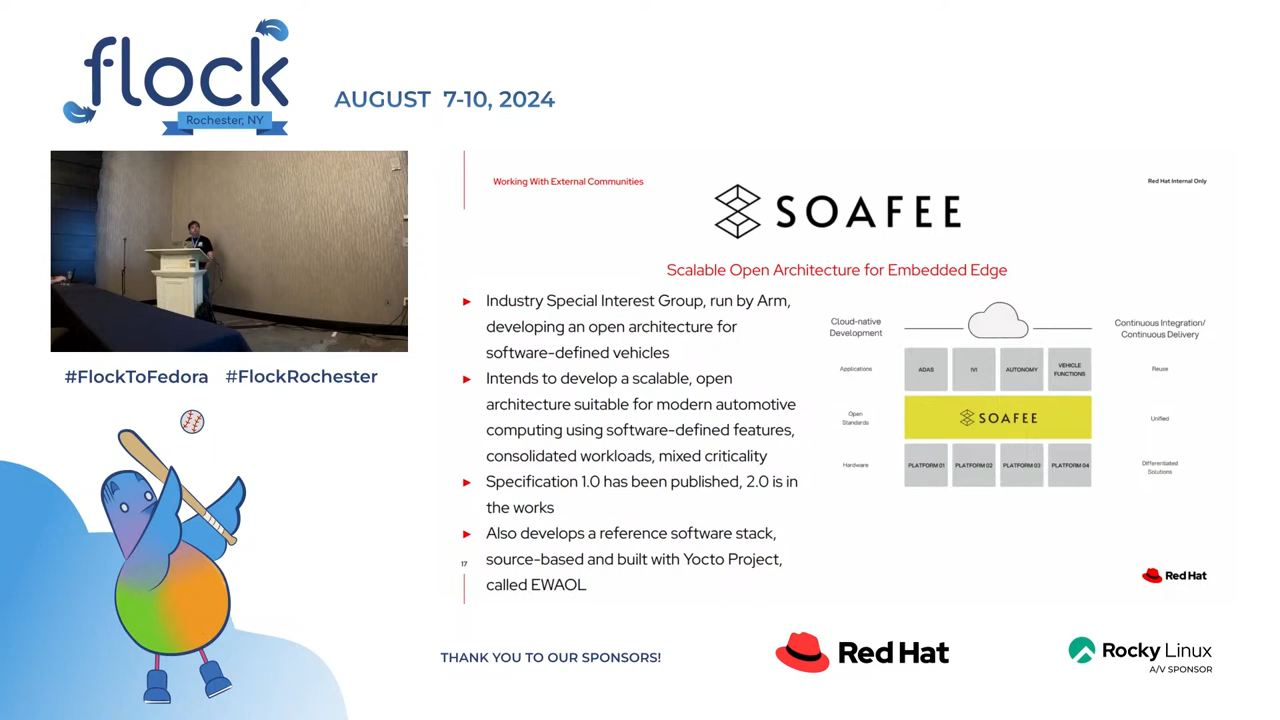 flock
Rochester, NY
AUGUST 7-10, 2024
#FlockToFedora #FlockRochester
Working With External Communities
Red Hat Internal Only
SOAFEE
Scalable Open Architecture for Embedded Edge
► Industry Special Interest Group, run by Arm,
developing an open architecture for
software-defined vehicles
► Intends to develop a scalable, open
architecture suitable for modern automotive
computing using software-defined features,
consolidated workloads, mixed criticality
► Specification 1.0 has been published, 2.0 is in
the works
► Also develops a reference software stack,
source-based and built with Yocto Project,
called EWAOL
17
Cloud-native
Development
Continuous Integration/
Continuous Delivery
Applications
ADAS
IVI
AUTONOMY
VEHICLE
FUNCTIONS
Reuse
Open
Standards
SOAFEE
Unified
Hardware
PLATFORM 01
PLATFORM 02
PLATFORM 03
PLATFORM 04
Differentiated
Solutions
Red Hat
THANK YOU TO OUR SPONSORS!
Red Hat
Rocky Linux
A/V SPONSOR